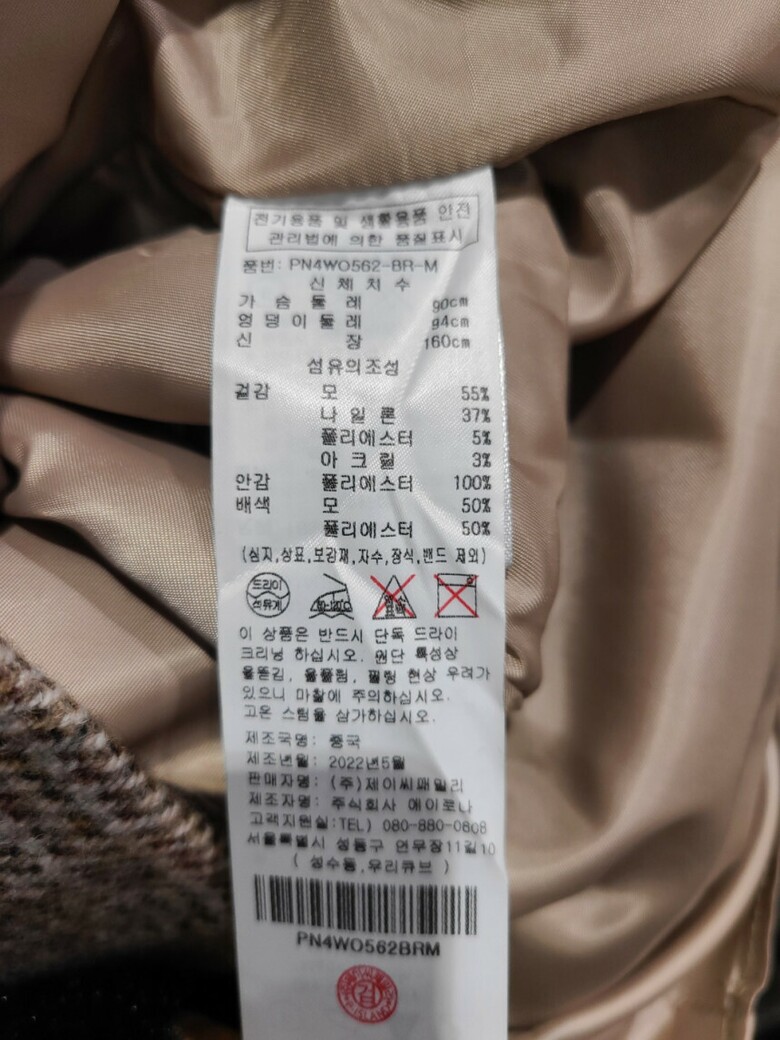 전기용품 및 생활용품 안전
관리법에 의한 품질표시
품번: PN4WO562-BR-M
신 체 치 수
가 슴 둘 레 90cm
엉 덩 이 둘 레 94cm
신 장 160cm
섬유의조성
겉감 모 55%
나 일 론 37%
폴리에스터 5%
아 크 릴 3%
안감 폴리에스터 100%
배색 모 50%
폴리에스터 50%
(심지,상표,보강재,자수,장식,밴드 제외)
드라이
석유계
이 상품은 반드시 단독 드라이
크리닝 하십시오. 원단 특성상
올뜯김, 올풀림, 필링 현상 우려가
있으니 마찰에 주의하십시오.
고온 스팀을 삼가하십시오.
제조국명: 중국
제조년월: 2022년5월
판매자명: (주)제이씨패밀리
제조자명: 주식회사 에이로나
고객지원실:TEL) 080-880-0808
서울특별시 성동구 연무장11길10
( 성수동,우리큐브 )
PN4WO562BRM